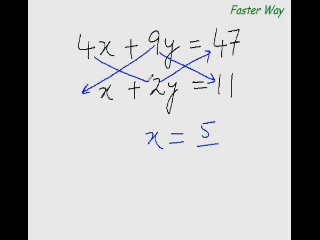 Faster Way
4x + 9y = 47
x + 2y = 11
x = 5